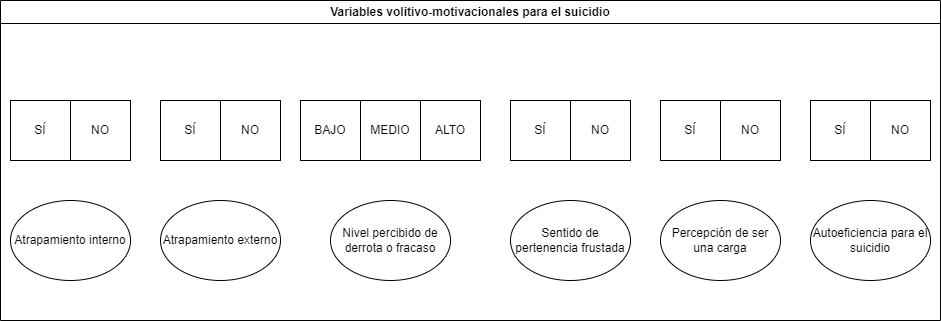 Variables volitivo-motivacionales para el suicidio
SÍ NO SÍ NO BAJO MEDIO ALTO SÍ NO SÍ NO SÍ NO
Atrapamiento interno
Atrapamiento externo
Nivel percibido de
derrota o fracaso
Sentido de
pertenencia frustada
Percepción de ser
una carga
Autoeficiencia para el
suicidio